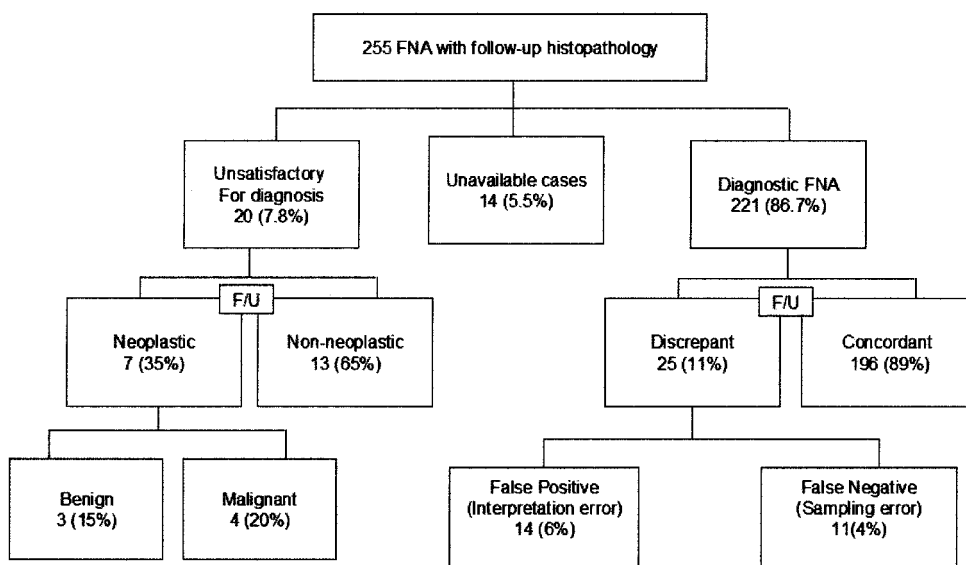 255 FNA with follow-up histopathology
Unsatisfactory
For diagnosis
20 (7.8%)
Unavailable cases
14 (5.5%)
Diagnostic FNA
221 (86.7%)
F/U
F/U
Neoplastic
7 (35%)
Non-neoplastic
13 (65%)
Discrepant
25 (11%)
Concordant
196 (89%)
Benign
3 (15%)
Malignant
4 (20%)
False Positive
(Interpretation error)
14 (6%)
False Negative
(Sampling error)
11(4%)